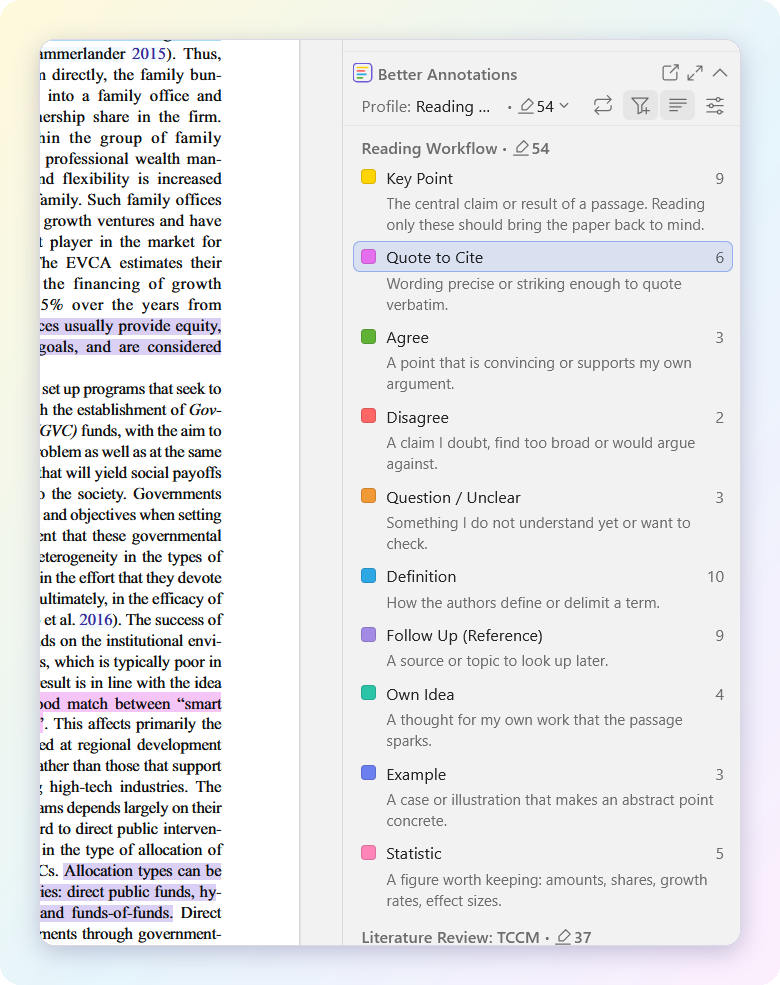 ammerlander 2015). Thus,
directly, the family bun-
into a family office and
ership share in the firm.
hin the group of family
professional wealth man-
nd flexibility is increased
amily. Such family offices
growth ventures and have
t player in the market for
The EVCA estimates their
the financing of growth
5% over the years from
ces usually provide equity,
goals, and are considered
set up programs that seek to
h the establishment of Gov-
GVC) funds, with the aim to
oblem as well as at the same
that will yield social payoffs
o the society. Governments
and objectives when setting
ent that these governmental
eterogeneity in the types of
in the effort that they devote
ultimately, in the efficacy of
et al. 2016). The success of
ds on the institutional envi-
s, which is typically poor in
result is in line with the idea
ood match between “smart
”. This affects primarily the
ed at regional development
ather than those that support
high-tech industries. The
ams depends largely on their
rd to direct public interven-
in the type of allocation of
Cs. Allocation types can be
ies: direct public funds, hy-
and funds-of-funds. Direct
ments through government-
Better Annotations
Profile: Reading ... · 54
Reading Workflow · 54
Key Point 9
The central claim or result of a passage. Reading
only these should bring the paper back to mind.
Quote to Cite 6
Wording precise or striking enough to quote
verbatim.
Agree 3
A point that is convincing or supports my own
argument.
Disagree 2
A claim I doubt, find too broad or would argue
against.
Question / Unclear 3
Something I do not understand yet or want to
check.
Definition 10
How the authors define or delimit a term.
Follow Up (Reference) 9
A source or topic to look up later.
Own Idea 4
A thought for my own work that the passage
sparks.
Example 3
A case or illustration that makes an abstract point
concrete.
Statistic 5
A figure worth keeping: amounts, shares, growth
rates, effect sizes.
Literature Review: TCCM · 37